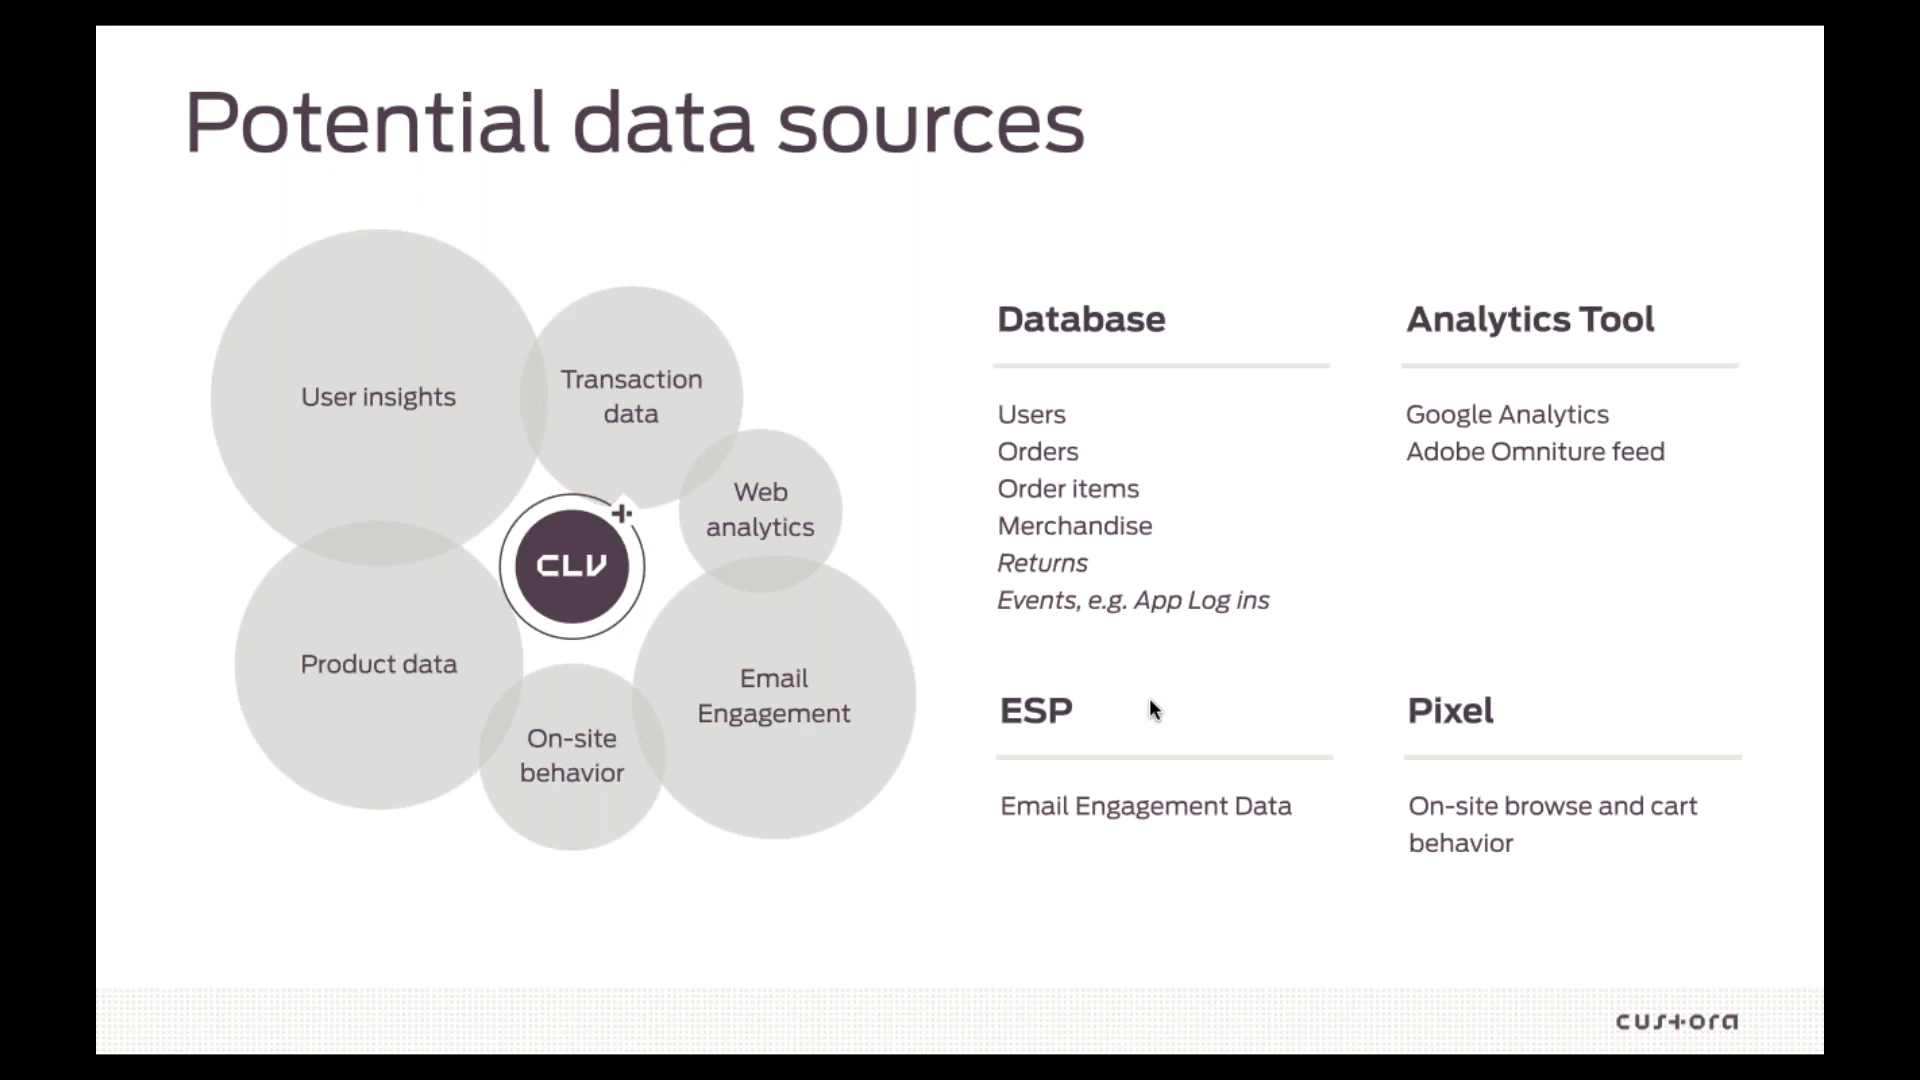 Potential data sources
User insights
Transaction
data
Web
analytics
CLV
Product data
Email
Engagement
On-site
behavior
Database
Users
Orders
Order items
Merchandise
Returns
Events, e.g. App Log ins
Analytics Tool
Google Analytics
Adobe Omniture feed
ESP
Email Engagement Data
Pixel
On-site browse and cart
behavior
custora